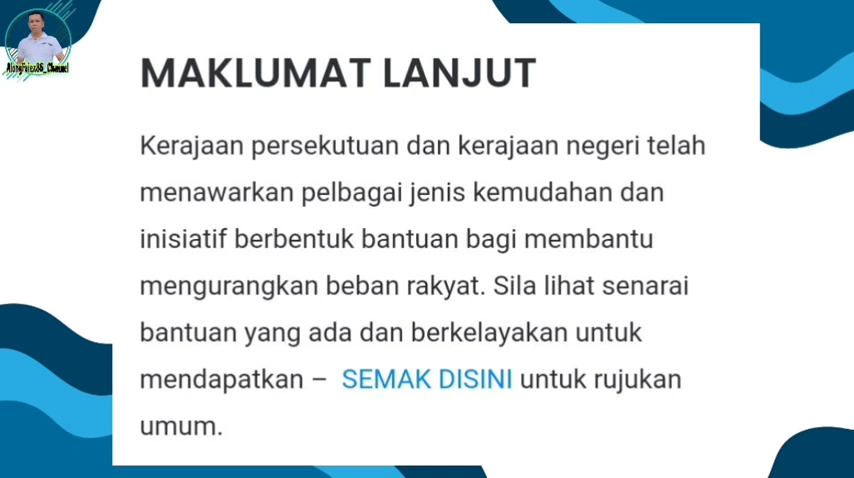 AlongFaizal85_Channel
MAKLUMAT LANJUT
Kerajaan persekutuan dan kerajaan negeri telah
menawarkan pelbagai jenis kemudahan dan
inisiatif berbentuk bantuan bagi membantu
mengurangkan beban rakyat. Sila lihat senarai
bantuan yang ada dan berkelayakan untuk
mendapatkan – SEMAK DISINI untuk rujukan
umum.